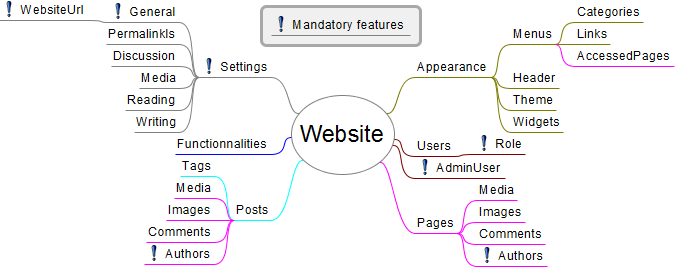 Mandatory features
Website
WebsiteUrl
General
Permalinkls
Discussion
Media
Reading
Writing
Settings
Functionnalities
Tags
Media
Images
Comments
Authors
Posts
Appearance
Menus
Categories
Links
AccessedPages
Header
Theme
Widgets
Users
Role
AdminUser
Pages
Media
Images
Comments
Authors